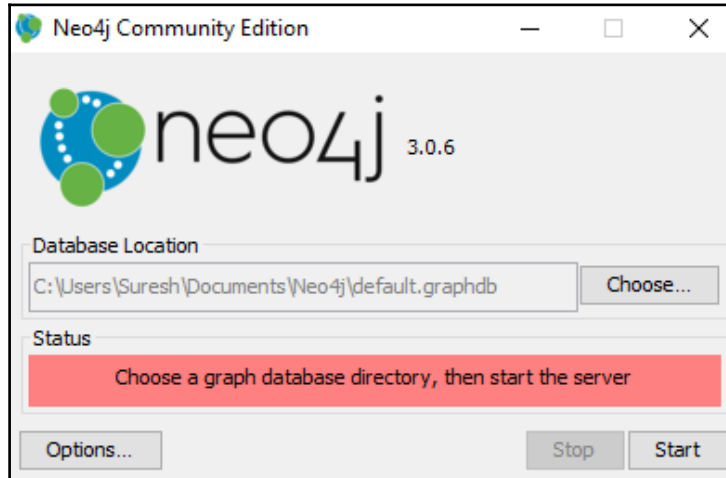 Neo4j Community Edition
neo4j 3.0.6
Database Location
C:\Users\Suresh\Documents\Neo4j\default.graphdb Choose...
Status
Choose a graph database directory, then start the server
Options... Stop Start